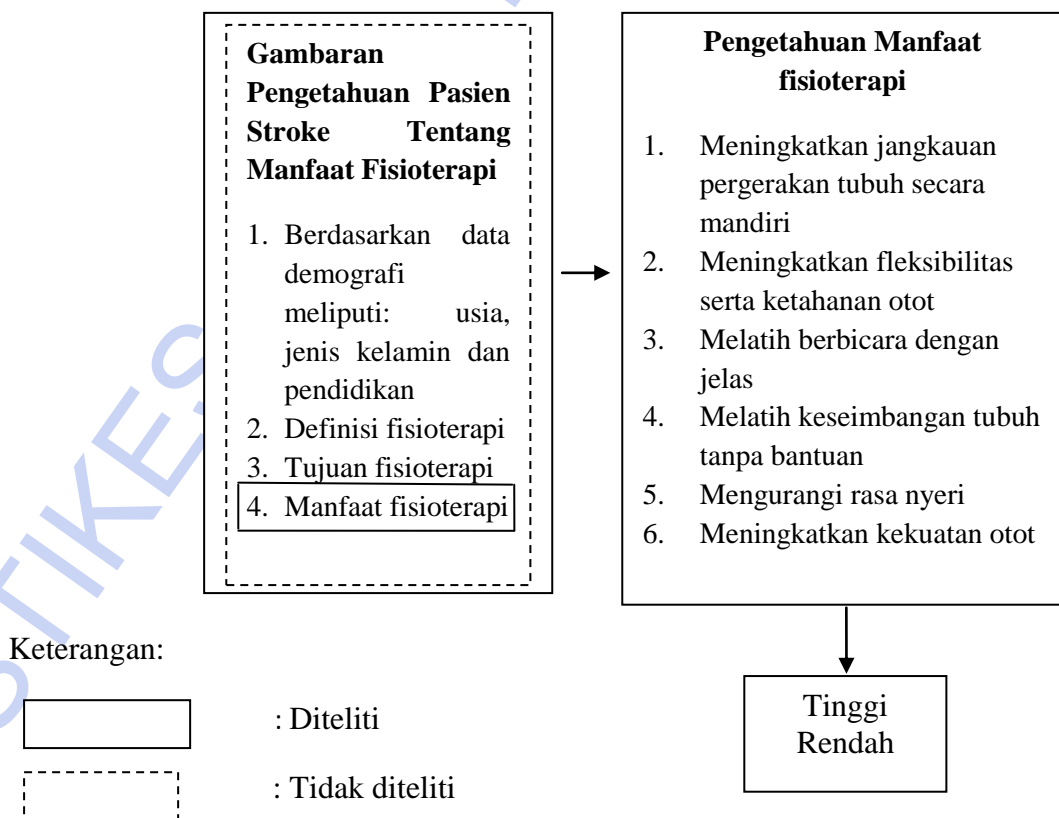 Gambaran
Pengetahuan Pasien
Stroke Tentang
Manfaat Fisioterapi
1. Berdasarkan data
demografi
meliputi: usia,
jenis kelamin dan
pendidikan
2. Definisi fisioterapi
3. Tujuan fisioterapi
4. Manfaat fisioterapi
Pengetahuan Manfaat
fisioterapi
1. Meningkatkan jangkauan
pergerakan tubuh secara
mandiri
2. Meningkatkan fleksibilitas
serta ketahanan otot
3. Melatih berbicara dengan
jelas
4. Melatih keseimbangan tubuh
tanpa bantuan
5. Mengurangi rasa nyeri
6. Meningkatkan kekuatan otot
Tinggi
Rendah
Keterangan:
: Diteliti
: Tidak diteliti
STIKES